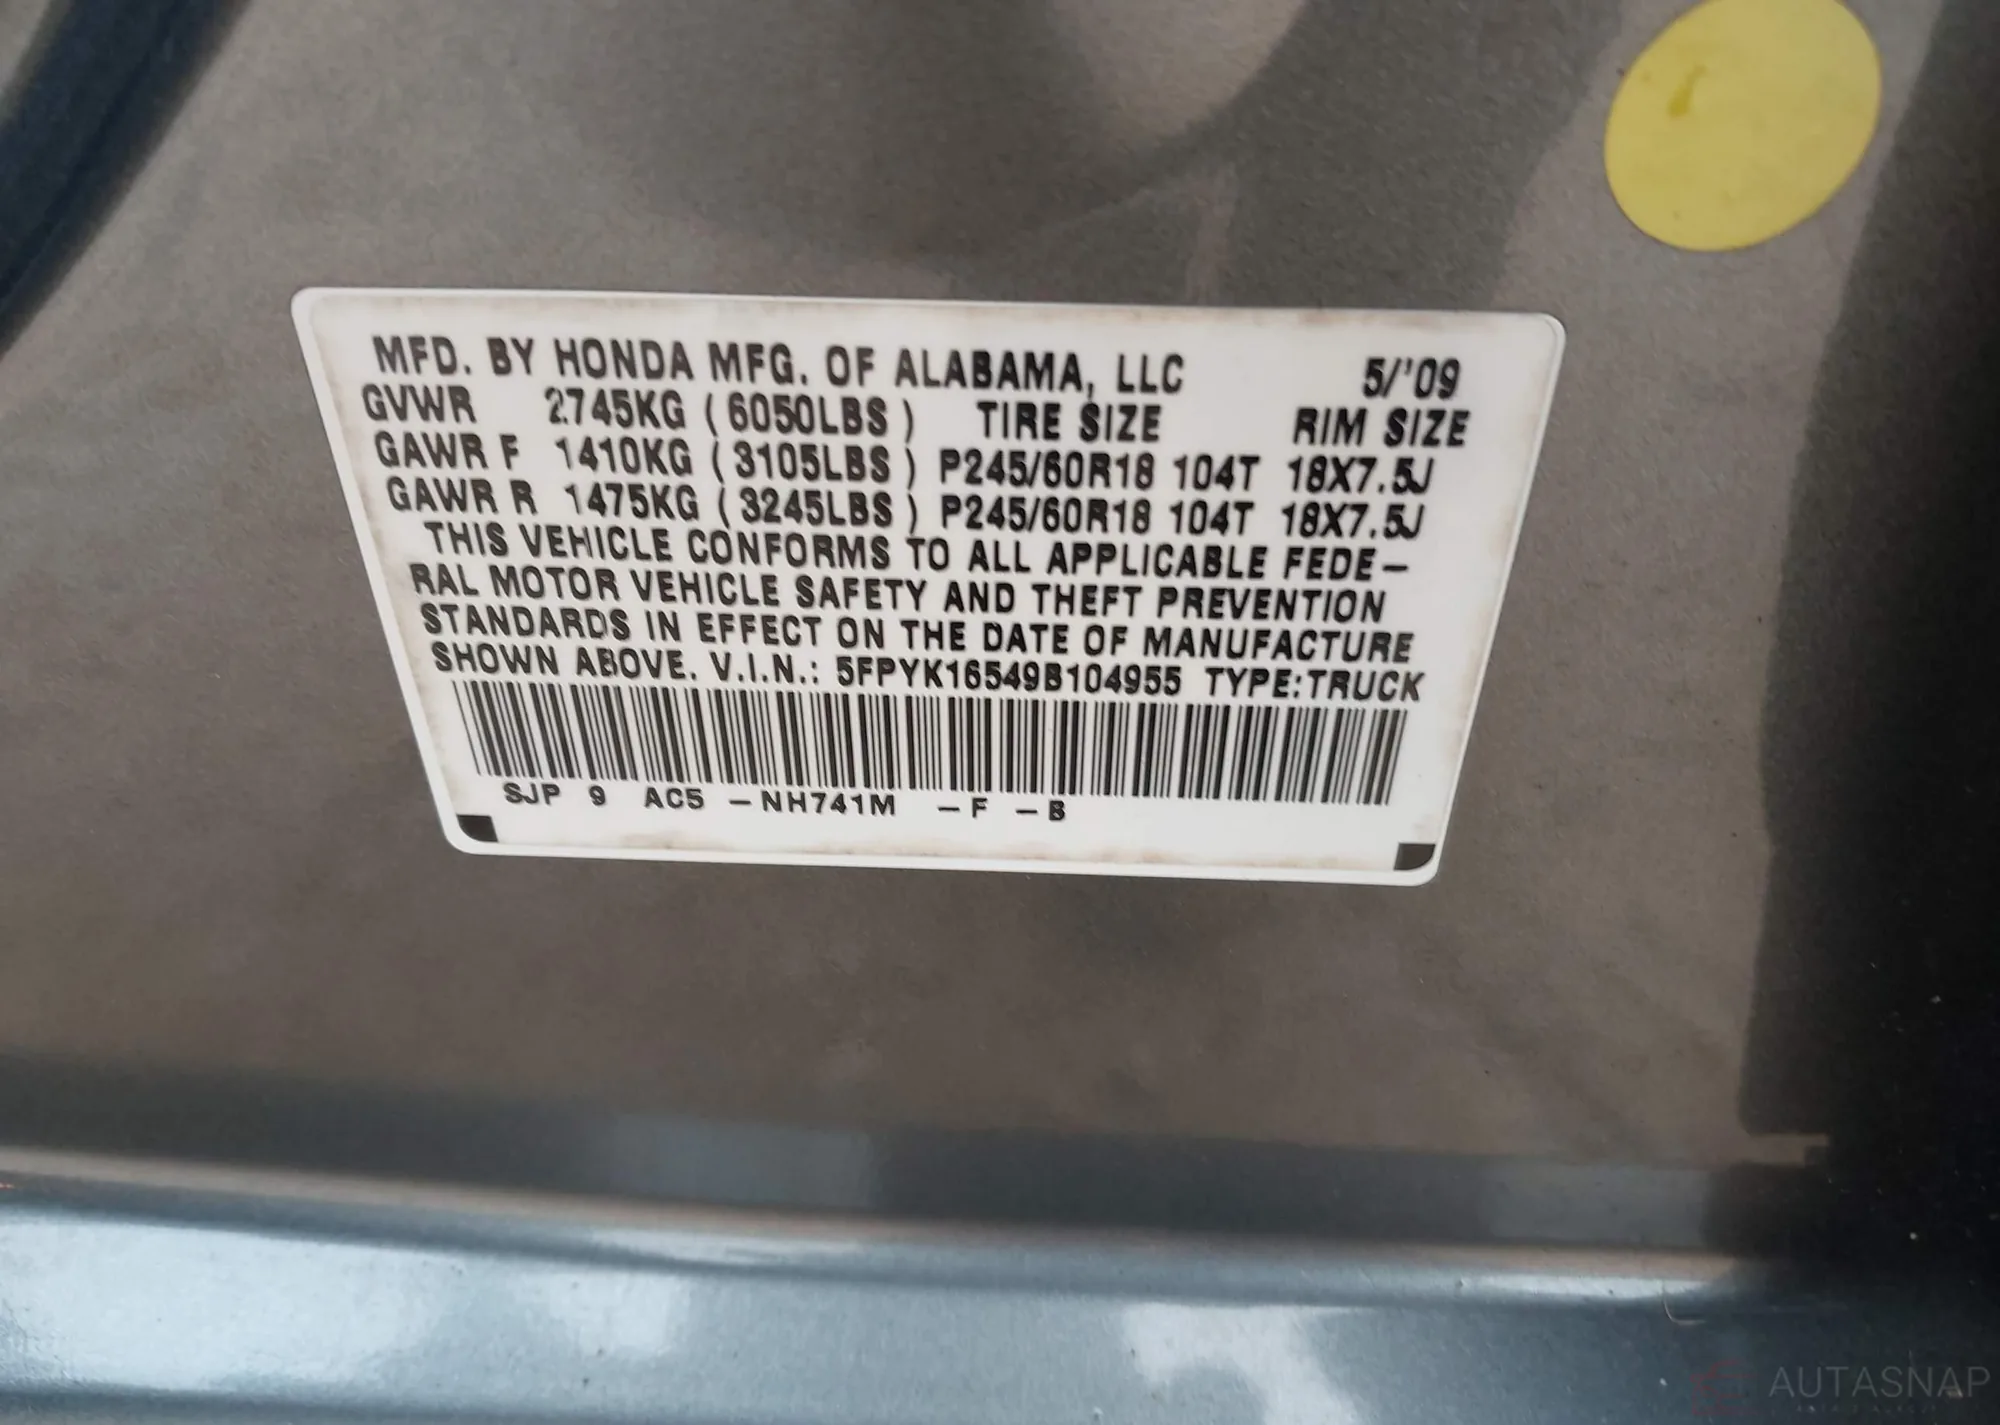 MFD. BY HONDA MFG. OF ALABAMA, LLC 5/'09
GVWR 2745KG ( 6050LBS ) TIRE SIZE RIM SIZE
GAWR F 1410KG ( 3105LBS ) P245/60R18 104T 18X7.5J
GAWR R 1475KG ( 3245LBS ) P245/60R18 104T 18X7.5J
THIS VEHICLE CONFORMS TO ALL APPLICABLE FEDE-
RAL MOTOR VEHICLE SAFETY AND THEFT PREVENTION
STANDARDS IN EFFECT ON THE DATE OF MANUFACTURE
SHOWN ABOVE. V.I.N.: 5FPYK16549B104955 TYPE:TRUCK
SJP 9 AC5 -NH741M -F -B
AUTASNAP